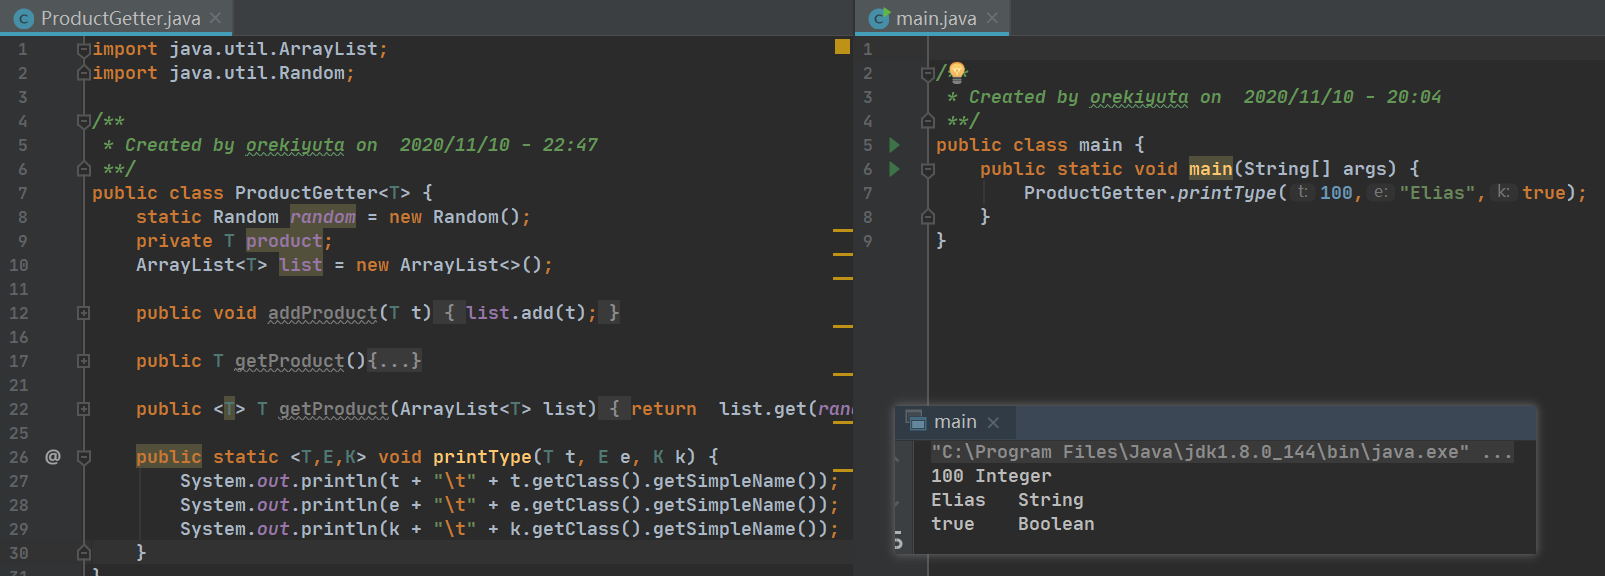 ProductGetter.java
1 import java.util.ArrayList;
2 import java.util.Random;
3
4 /**
5 * Created by orekiyuta on 2020/11/10 - 22:47
6 **/
7 public class ProductGetter<T> {
8 static Random random = new Random();
9 private T product;
10 ArrayList<T> list = new ArrayList<>();
11
12 public void addProduct(T t) { list.add(t); }
16
17 public T getProduct(){...}
21
22 public <T> T getProduct(ArrayList<T> list) { return list.get(ran
25
26 @ public static <T,E,K> void printType(T t, E e, K k) {
27 System.out.println(t + "\t" + t.getClass().getSimpleName());
28 System.out.println(e + "\t" + e.getClass().getSimpleName());
29 System.out.println(k + "\t" + k.getClass().getSimpleName());
30 }
31 }
main.java
1
2 /**
3 * Created by orekiyuta on 2020/11/10 - 20:04
4 **/
5 public class main {
6 public static void main(String[] args) {
7 ProductGetter.printType( t: 100, e: "Elias", k: true);
8 }
9 }
main
"C:\Program Files\Java\jdk1.8.0_144\bin\java.exe" ...
100 Integer
Elias String
true Boolean
5